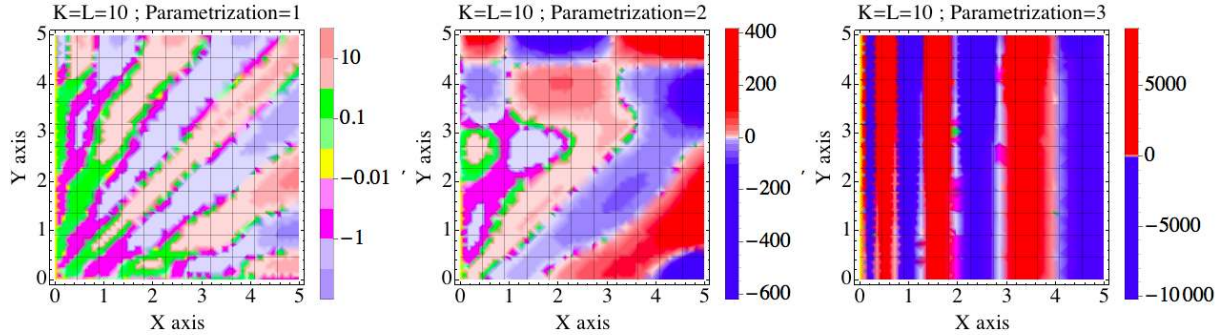 K=L=10 ; Parametrization=1
5
4
3
2
1
0
Y axis
0 1 2 3 4 5
X axis
10
0.1
−0.01
−1
,
K=L=10 ; Parametrization=2
5
4
3
2
1
0
Y axis
0 1 2 3 4 5
X axis
400
200
0
−200
−400
−600
,
K=L=10 ; Parametrization=3
5
4
3
2
1
0
Y axis
0 1 2 3 4 5
X axis
5000
0
−5000
−10000